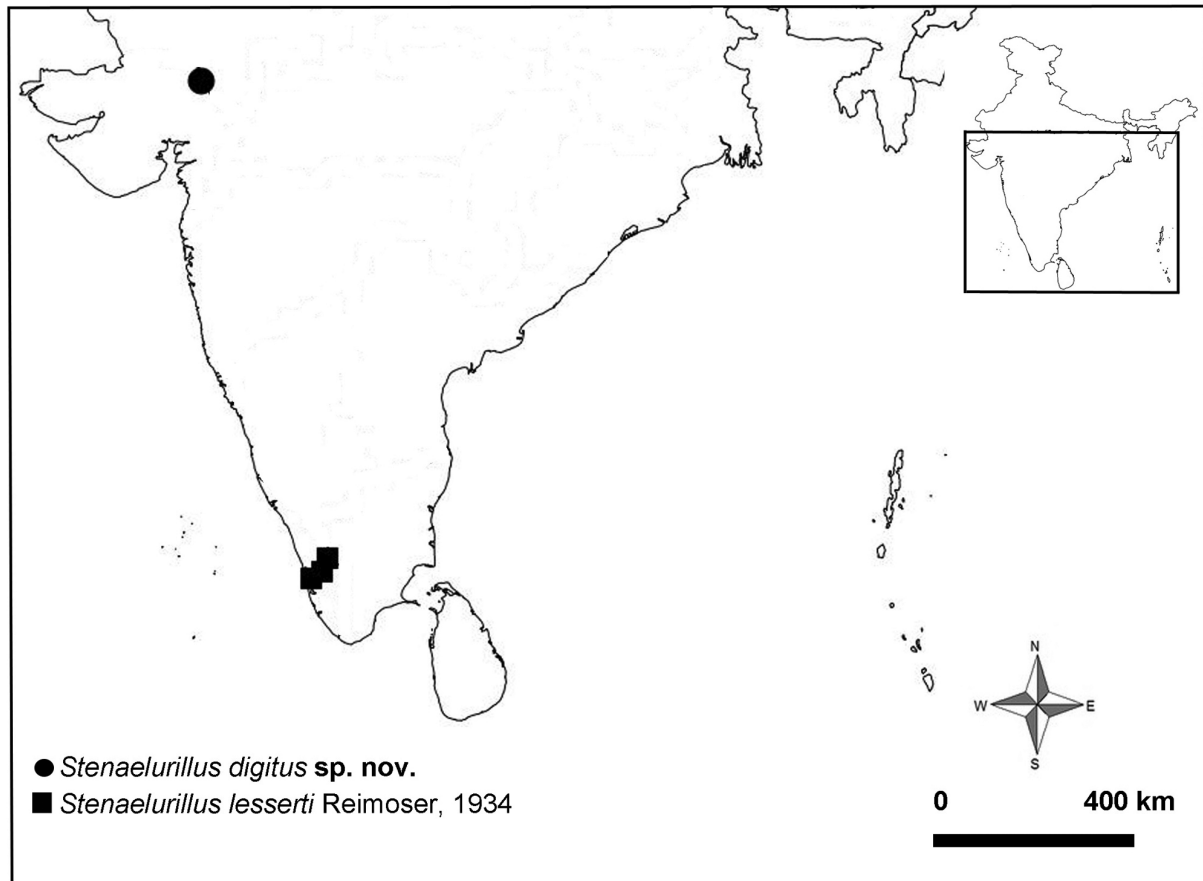 N
W E
S
Stenaelurillus digitus sp. nov.
Stenaelurillus lesserti Reimoser, 1934
0 400 km